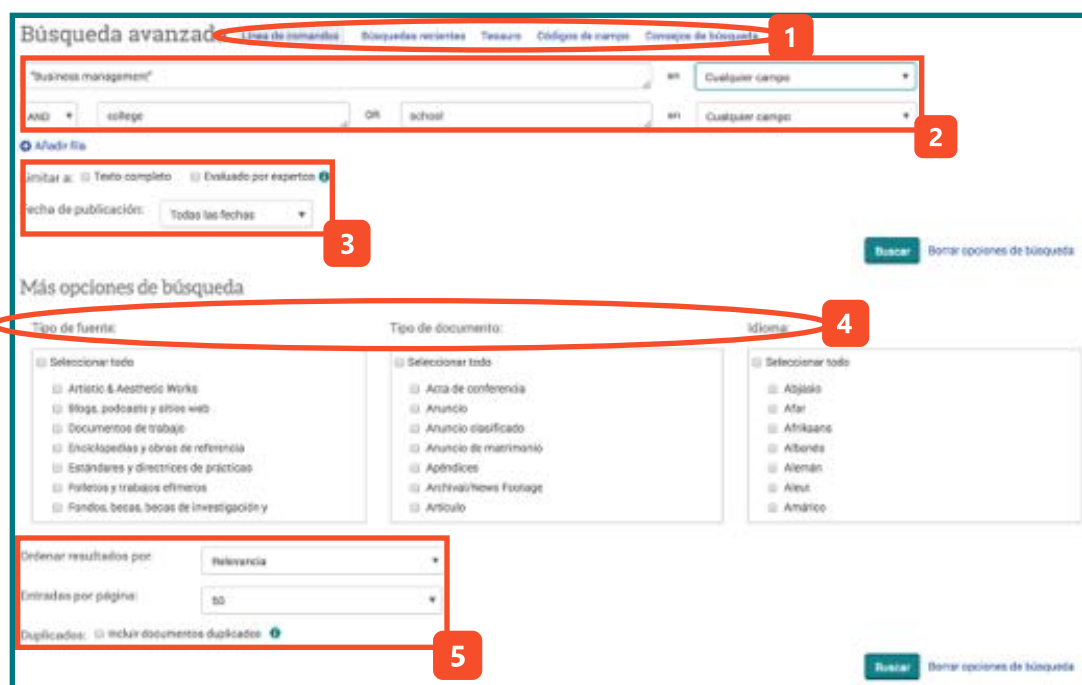 Búsqueda avanzada Línea de comandos Búsquedas recientes Tesauro Códigos de campo Consejos de búsqueda 1
"Business management" en Cualquier campo
AND college OR school en Cualquier campo
2
Añadir fila
Limitar a: Texto completo Evaluado por expertos
Fecha de publicación: Todas las fechas
3
Buscar Borrar opciones de búsqueda
Más opciones de búsqueda
4
Tipo de fuente: Tipo de documento: Idioma:
Seleccionar todo Seleccionar todo Seleccionar todo
Artistic & Aesthetic Works Acta de conferencia Abjasio
Blogs, podcasts y sitios web Anuncio Afar
Documentos de trabajo Anuncio clasificado Afrikaans
Enciclopedias y obras de referencia Anuncio de matrimonio Albanés
Estándares y directrices de prácticas Apéndices Alemán
Folletos y trabajos efímeros Archival/News Footage Aleut
Fondos, becas, becas de investigación y Artículo Amárico
Ordenar resultados por: Relevancia
Entradas por página: 50
Duplicados: Incluir documentos duplicados
5
Buscar Borrar opciones de búsqueda